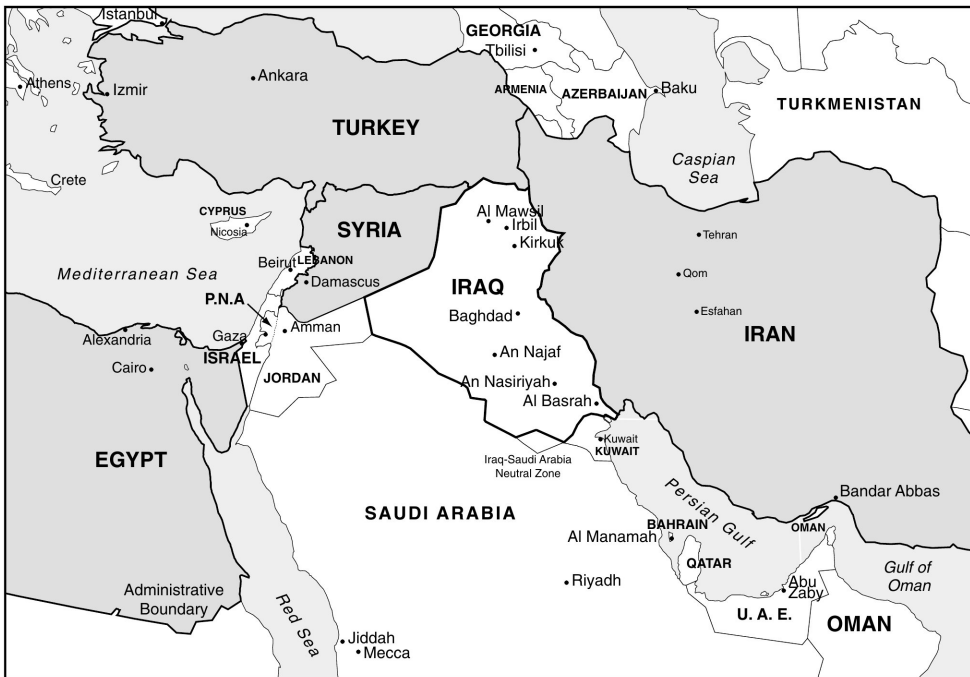 Istanbul
GEORGIA
Tbilisi
Athens
Izmir
Ankara
ARMENIA
AZERBAIJAN
Baku
TURKMENISTAN
TURKEY
Caspian
Sea
Crete
CYPRUS
Nicosia
SYRIA
Al Mawsil
Irbil
Kirkuk
Tehran
Mediterranean Sea
Beirut
LEBANON
Damascus
IRAQ
Qom
P.N.A
Baghdad
Esfahan
IRAN
Alexandria
Gaza
Amman
ISRAEL
Cairo
JORDAN
An Najaf
An Nasiriyah
Al Basrah
Kuwait
KUWAIT
Iraq-Saudi Arabia
Neutral Zone
EGYPT
SAUDI ARABIA
Persian Gulf
Bandar Abbas
BAHRAIN
Al Manamah
OMAN
QATAR
Gulf of
Oman
Riyadh
Abu
Zaby
Administrative
Boundary
Red Sea
U. A. E.
OMAN
Jiddah
Mecca